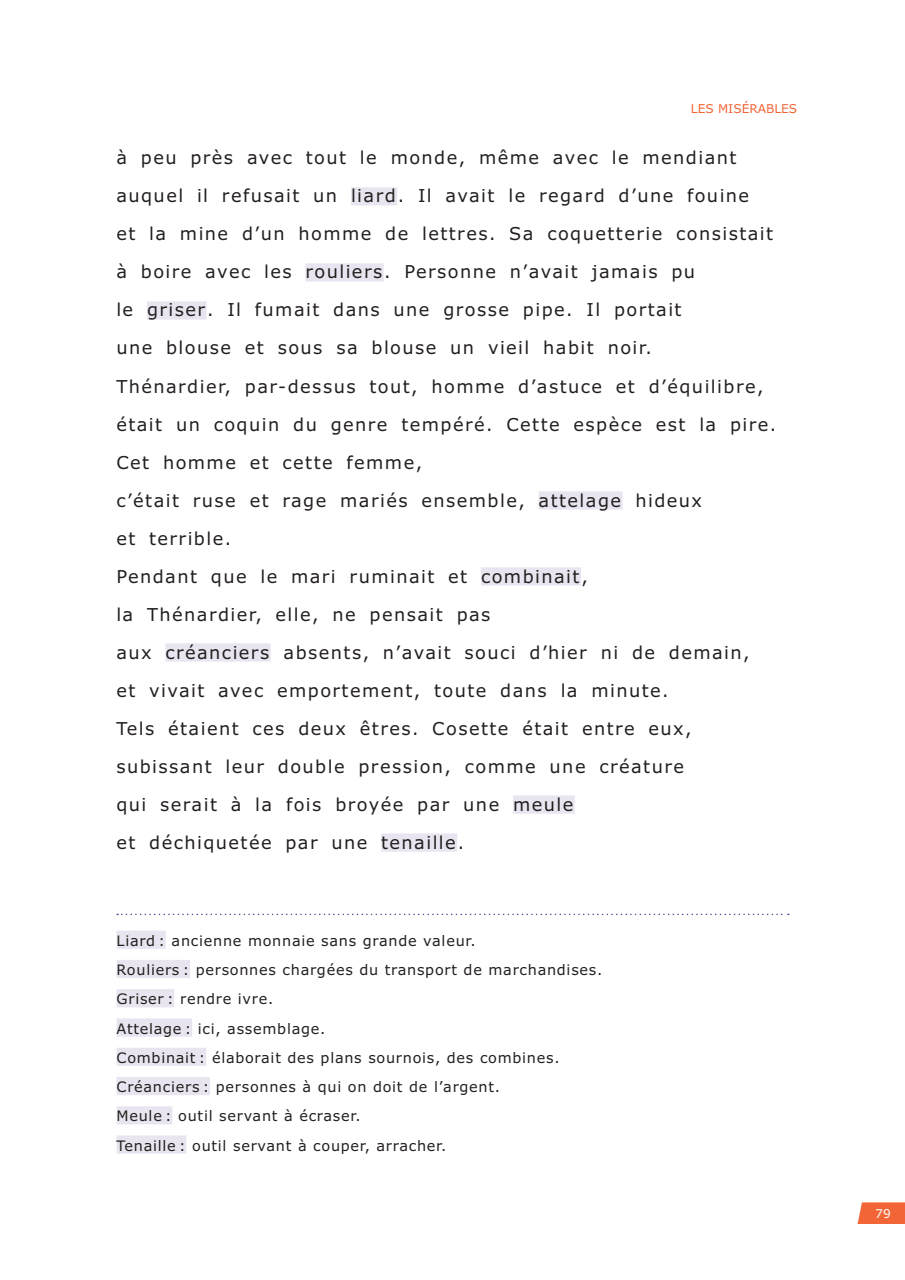 LES MISÉRABLES
à peu près avec tout le monde, même avec le mendiant
auquel il refusait un liard. Il avait le regard d’une fouine
et la mine d’un homme de lettres. Sa coquetterie consistait
à boire avec les rouliers. Personne n’avait jamais pu
le griser. Il fumait dans une grosse pipe. Il portait
une blouse et sous sa blouse un vieil habit noir.
Thénardier, par-dessus tout, homme d’astuce et d’équilibre,
était un coquin du genre tempéré. Cette espèce est la pire.
Cet homme et cette femme,
c’était ruse et rage mariés ensemble, attelage hideux
et terrible.
Pendant que le mari ruminait et combinait,
la Thénardier, elle, ne pensait pas
aux créanciers absents, n’avait souci d’hier ni de demain,
et vivait avec emportement, toute dans la minute.
Tels étaient ces deux êtres. Cosette était entre eux,
subissant leur double pression, comme une créature
qui serait à la fois broyée par une meule
et déchiquetée par une tenaille.
Liard : ancienne monnaie sans grande valeur.
Rouliers : personnes chargées du transport de marchandises.
Griser : rendre ivre.
Attelage : ici, assemblage.
Combinait : élaborait des plans sournois, des combines.
Créanciers : personnes à qui on doit de l’argent.
Meule : outil servant à écraser.
Tenaille : outil servant à couper, arracher.
79